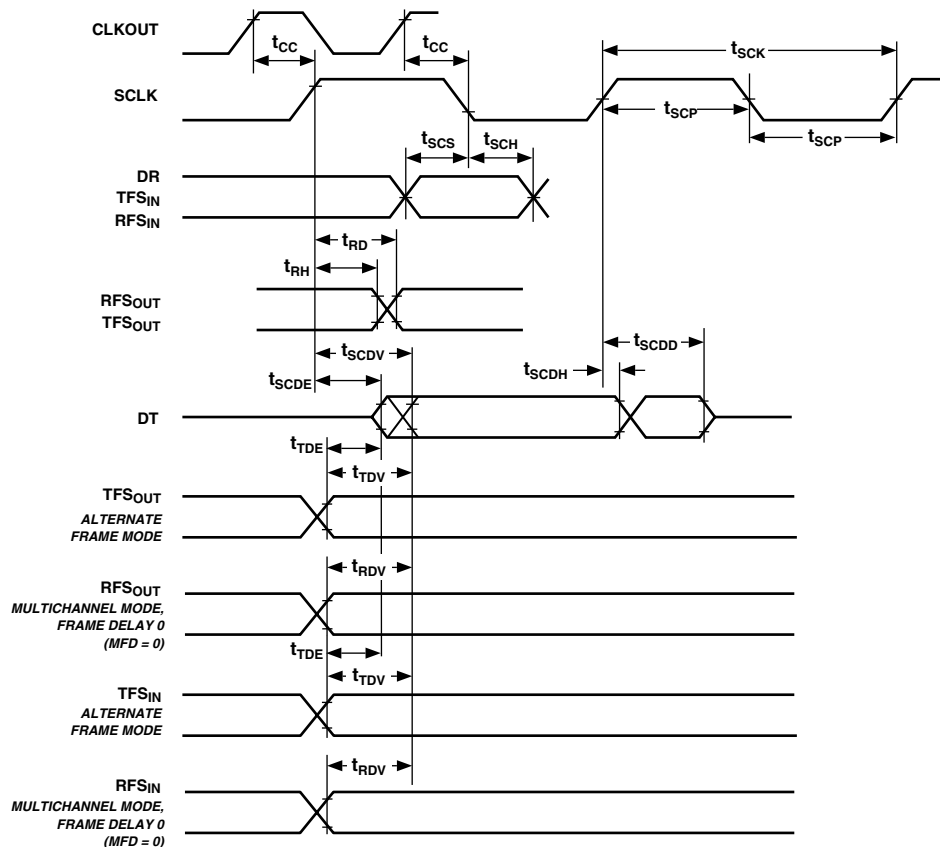 CLKOUT
tCC
tCC
tSCK
SCLK
tSCP
tSCP
tSCS
tSCH
DR
TFSIN
RFSIN
tRD
tRH
RFSOUT
TFSOUT
tSCDV
tSCDD
tSCDH
tSCDE
DT
tTDE
tTDV
TFSOUT
ALTERNATE
FRAME MODE
tRDV
RFSOUT
MULTICHANNEL MODE,
FRAME DELAY 0
(MFD = 0)
tTDE
tTDV
TFSIN
ALTERNATE
FRAME MODE
tRDV
RFSIN
MULTICHANNEL MODE,
FRAME DELAY 0
(MFD = 0)